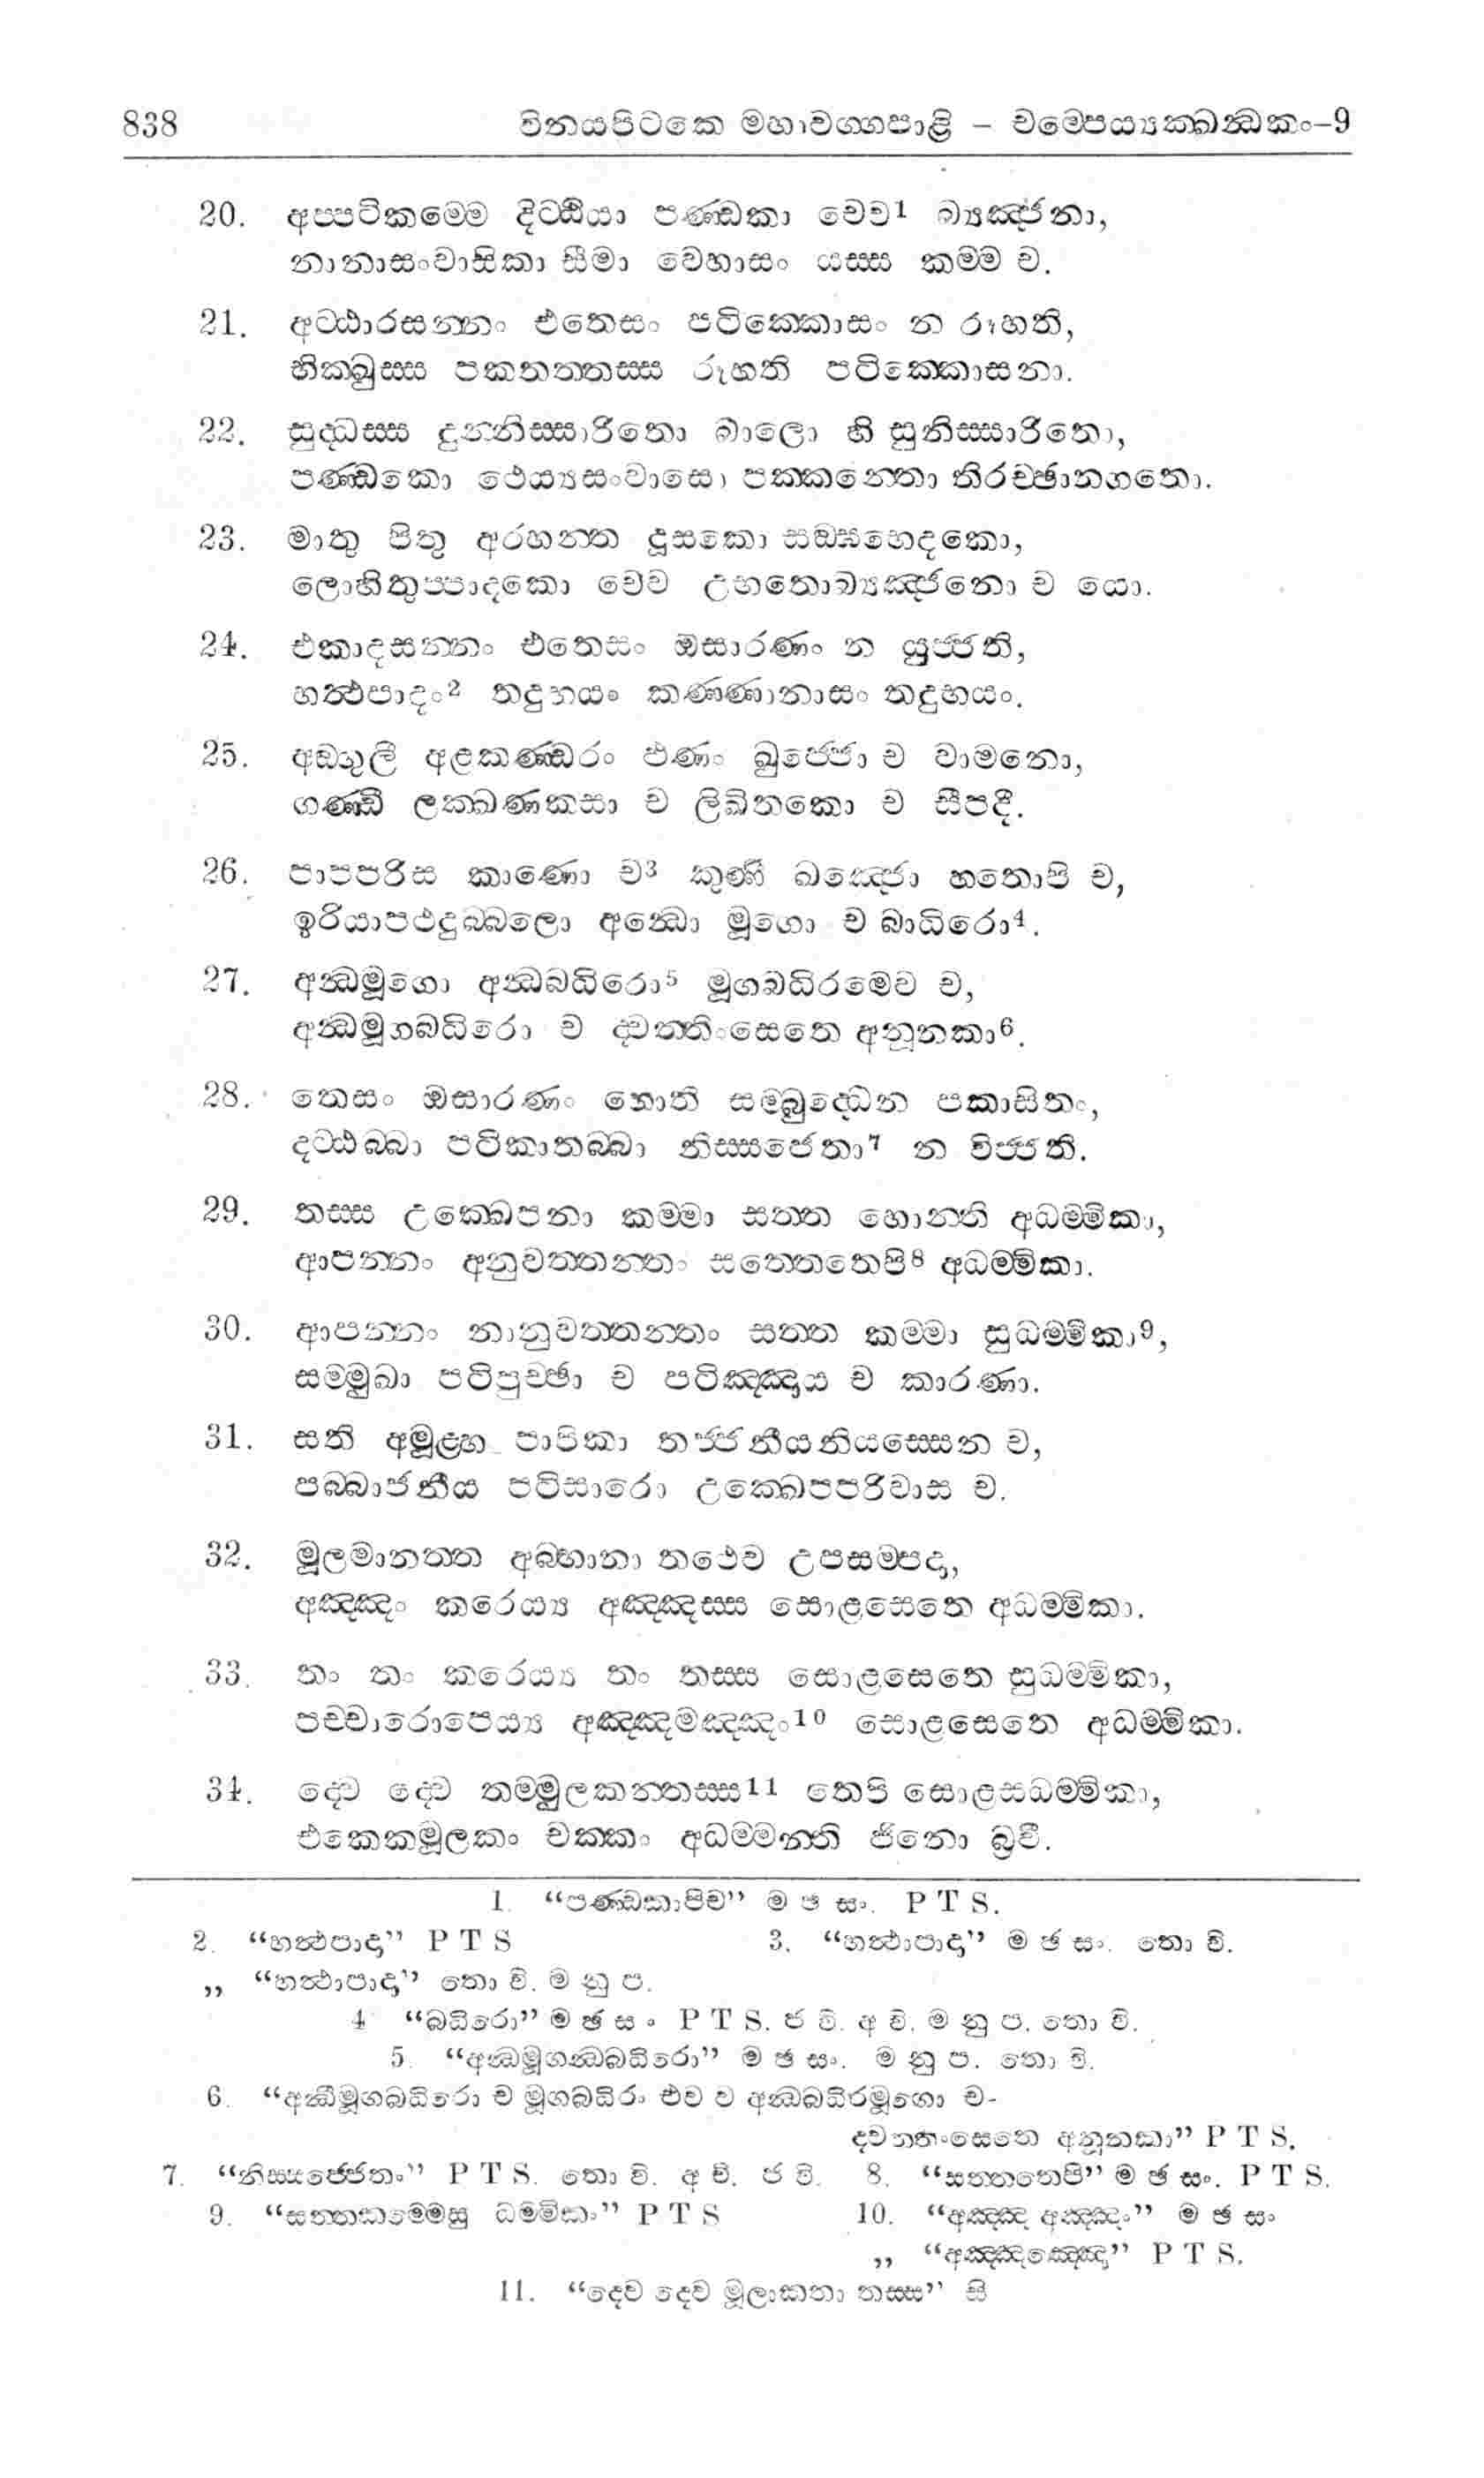 838 විනයපිටකෙ මහාවග්ගපාළි – චම්පෙය්‍යක්ඛන්ධකං–9
20. අප්පටිකම්මෙ දිට්ඨියා පණ්ඩකා චෙව1 බ්‍යඤ්ජනා,
නානාසංවාසිකා සීමා වෙහාසං යස්ස කම්ම ච.
21. අට්ඨාරසන්නං එතෙසං පටික්කොසං න රූහති,
භික්ඛුස්ස පකතත්තස්ස රූහති පටික්කොසනා.
22. සුද්ධස්ස දුන්නිස්සාරිතො බාලො හි සුනිස්සාරිතො,
පණ්ඩකො ථෙය්‍යසංවාසො පක්කන්තො තිරච්ඡානගතො.
23. මාතු පිතු අරහන්ත දූසකො සඞ්ඝභෙදකො,
ලොහිතුප්පාදකො චෙව උභතොබ්‍යඤ්ජනො ච යො.
24. එකාදසන්නං එතෙසං ඔසාරණං න යුජ්ජති,
හත්ථපාදං2 තදුභයං කණ්ණානාසං තදුභයං.
25. අඞ්ගුලී අළකණ්ඩරං ඵණං ඛුජ්ජො ච වාමනො,
ගණ්ඩී ලක්ඛණකසා ච ලිඛිතකො ච සීපදී.
26. පාපපරිස කාණො ච3 කුණී ඛඤ්ජො හතොපි ච,
ඉරියාපථදුබ්බලො අන්ධො මූගො ච බාධිරො4.
27. අන්ධමූගො අන්ධබධිරො5 මූගබධිරමෙව ච,
අන්ධමූගබධිරො ච ද්වත්තිංසෙතෙ අනූනකා6.
28. තෙසං ඔසාරණං හොති සම්බුද්ධෙන පකාසිතං,
දට්ඨබ්බා පටිකාතබ්බා නිස්සජෙතා7 න විජ්ජති.
29. තස්ස උක්ඛෙපනා කම්මා සත්ත හොන්ති අධම්මිකා,
ආපන්නං අනුවත්තන්තං සත්තෙතෙපි8 අධම්මිකා.
30. ආපන්නං නානුවත්තන්තං සත්ත කම්මා සුධම්මිකා9,
සම්මුඛා පටිපුච්ඡා ච පටිඤ්ඤාය ච කාරණා.
31. සති අමූළ්හ පාපිකා තජ්ජනීයනියස්සෙන ච,
පබ්බාජනීය පටිසාරො උක්ඛෙපපරිවාස ච.
32. මූලමානත්ත අබ්භානා තථෙව උපසම්පදා,
අඤ්ඤං කරෙය්‍ය අඤ්ඤස්ස සොළසෙතෙ අධම්මිකා.
33. තං තං කරෙය්‍ය තං තස්ස සොළසෙතෙ සුධම්මිකා,
පච්චාරොපෙය්‍ය අඤ්ඤමඤ්ඤං10 සොළසෙතෙ අධම්මිකා.
34. ද්වෙ ද්වෙ තම්මූලකන්තස්ස11 තෙපි සොළසධම්මිකා,
එකෙකමූලකං චක්කං අධම්මන්ති ජිනො බ්‍රවී.
1. “පණ්ඩකාපිච” ම ඡ සං. P T S.
2. “හත්ථපාදා” P T S 3. “හත්ථාපාදා” ම ඡ සං. තො වි.
,, “හත්ථාපාදා” තො වි. ම නු ප.
4 “බධිරො” ම ඡ සං P T S. ජ වි. අ වි. ම නු ප. තො වි.
5. “අන්ධමූගන්ධබධිරො” ම ඡ සං. ම නු ප. තො වි.
6. “අන්ධිමූගබධිරො ච මූගබධිරං එව ච අන්ධබධිරමූගො ච-
ද්වත්තිංසෙතෙ අනූනකා” P T S.
7. “නිස්සජ්ජෙතං” P T S. තො වි. අ වි. ජ වි. 8. “සත්තතෙපි” ම ඡ සං. P T S.
9. “සත්තකම්මෙසු ධම්මිකං” P T S 10. “අඤ්ඤ අඤ්ඤං” ම ඡ සං
,, “අඤ්ඤඤ්ඤෙ” P T S.
11. “ද්වෙ ද්වෙ මූලාකතා තස්ස” සි